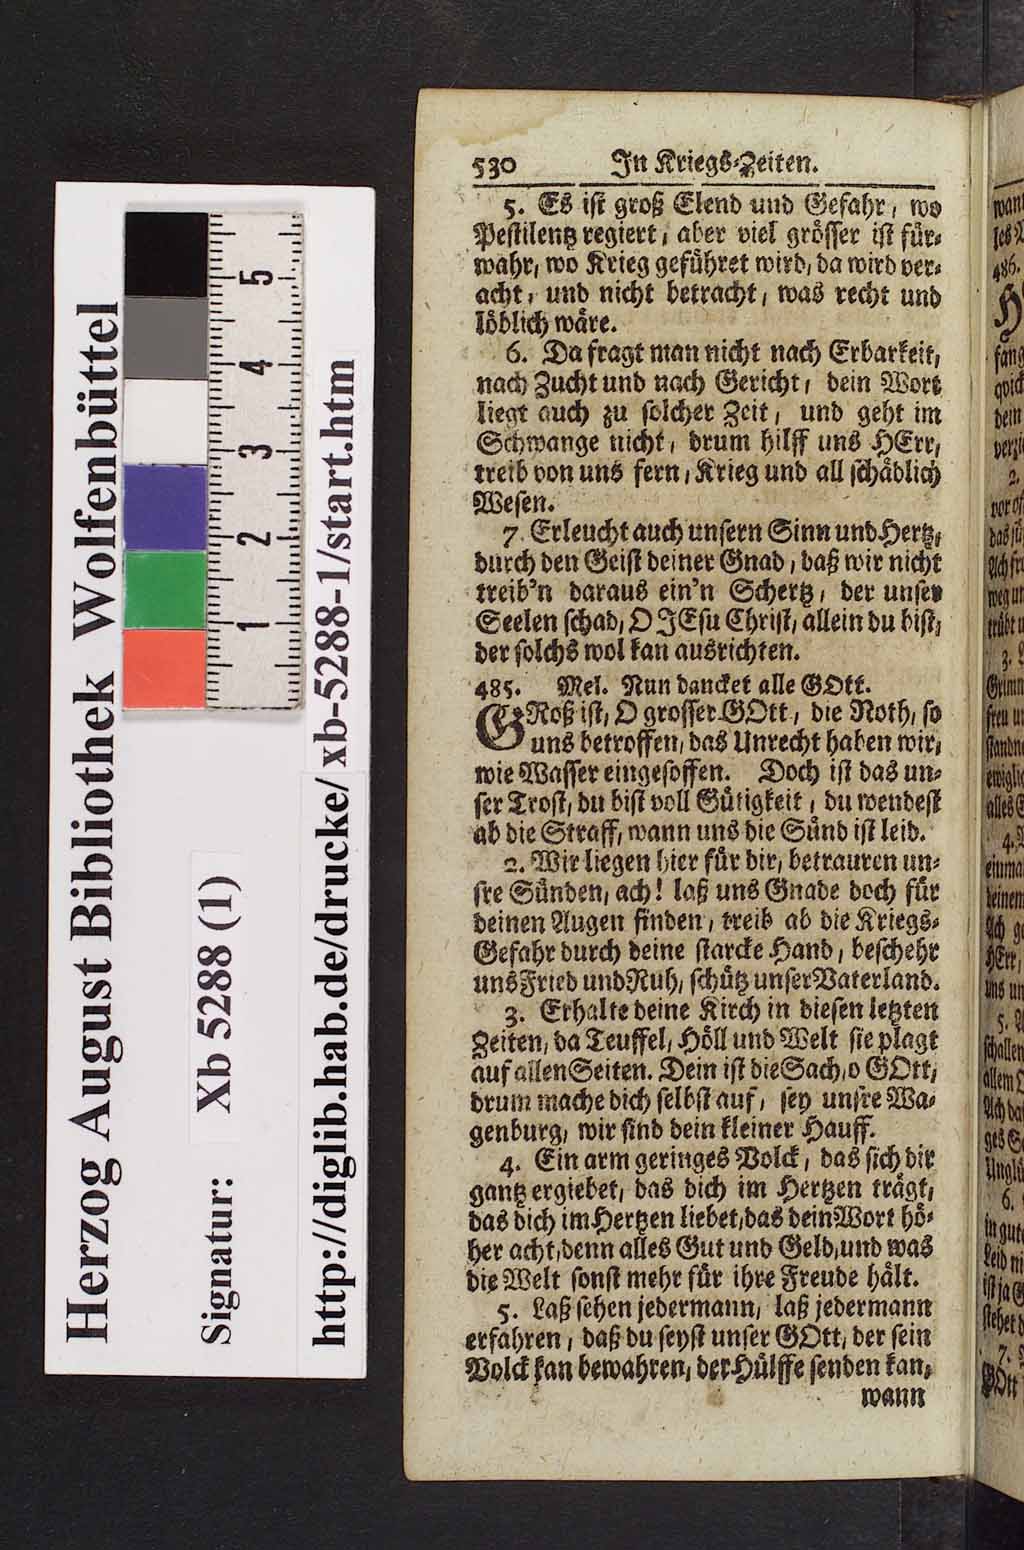 530 In Kriegs-Zeiten.
5. Es ist groß Elend und Gefahr, wo
Pestilentz regiert, aber viel grösser ist für-
wahr, wo Krieg geführet wird, da wird ver-
acht, und nicht betracht, was recht und
löblich wäre.
6. Da fragt man nicht nach Erbarkeit,
nach Zucht und nach Gericht, dein Wort
liegt auch zu solcher Zeit, und geht im
Schwange nicht, drum hilff uns HErr,
treib von uns fern, Krieg und all schädlich
Wesen.
7. Erleucht auch unsern Sinn und Hertz,
durch den Geist deiner Gnad, daß wir nicht
treib'n daraus ein'n Schertz, der unser
Seelen schad, O JEsu Christ, allein du bist,
der solchs wol kan ausrichten.
485. Mel. Nun dancket alle GOtt.
GRoß ist, O grosser GOtt, die Noth, so
uns betroffen, das Unrecht haben wir,
wie Wasser eingesoffen. Doch ist das un-
ser Trost, du bist voll Gütigkeit, du wendest
ab die Straff, wann uns die Sünd ist leid.
2. Wir liegen hier für dir, betrauren un-
sre Sünden, ach! laß uns Gnade doch für
deinen Augen finden, treib ab die Kriegs-
Gefahr durch deine starcke Hand, beschehr
uns Fried und Ruh, schütz unser Vaterland.
3. Erhalte deine Kirch in diesen letzten
Zeiten, da Teuffel, Höll und Welt sie plagt
auf allen Seiten. Dein ist die Sach, o GOtt,
drum mache dich selbst auf, sey unsre Wa-
genburg, wir sind dein kleiner Hauff.
4. Ein arm geringes Volck, das sich dir
gantz ergiebet, das dich im Hertzen trägt,
das dich im Hertzen liebet, das dein Wort hö-
her acht, denn alles Gut und Geld, und was
die Welt sonst mehr für ihre Freude hält.
5. Laß sehen jedermann, laß jedermann
erfahren, daß du seyst unser GOtt, der sein
Volck kan bewahren, der Hülffe senden kan,
wann
Herzog August Bibliothek Wolfenbüttel
Signatur: Xb 5288 (1)
http://diglib.hab.de/drucke/xb-5288-1/start.htm
5
4
3
2
1